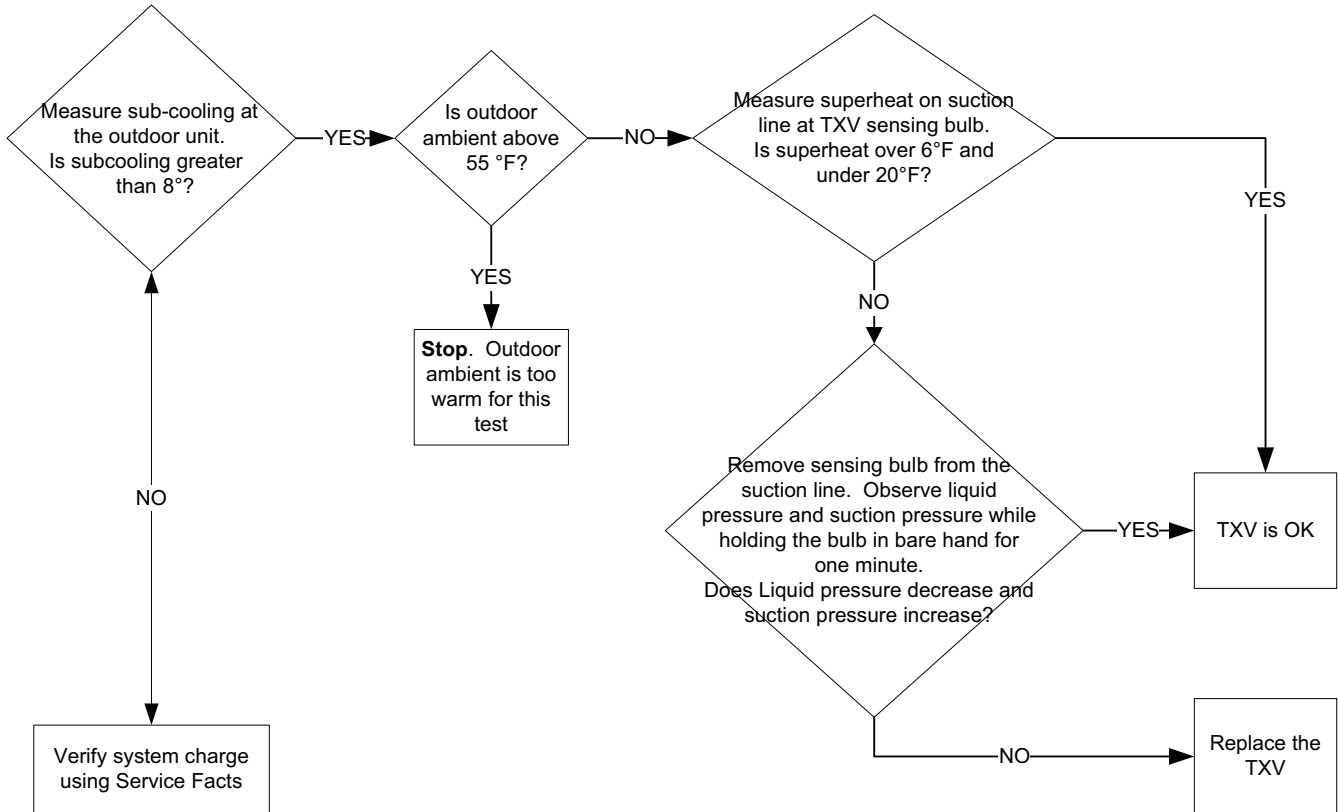 Measure sub-cooling at
the outdoor unit.
Is subcooling greater
than 8°?
YES
Is outdoor
ambient above
55 °F?
NO
Measure superheat on suction
line at TXV sensing bulb.
Is superheat over 6°F and
under 20°F?
YES
YES
Stop. Outdoor
ambient is too
warm for this
test
NO
Remove sensing bulb from the
suction line. Observe liquid
pressure and suction pressure while
holding the bulb in bare hand for
one minute.
Does Liquid pressure decrease and
suction pressure increase?
YES
TXV is OK
NO
Verify system charge
using Service Facts
NO
Replace the
TXV